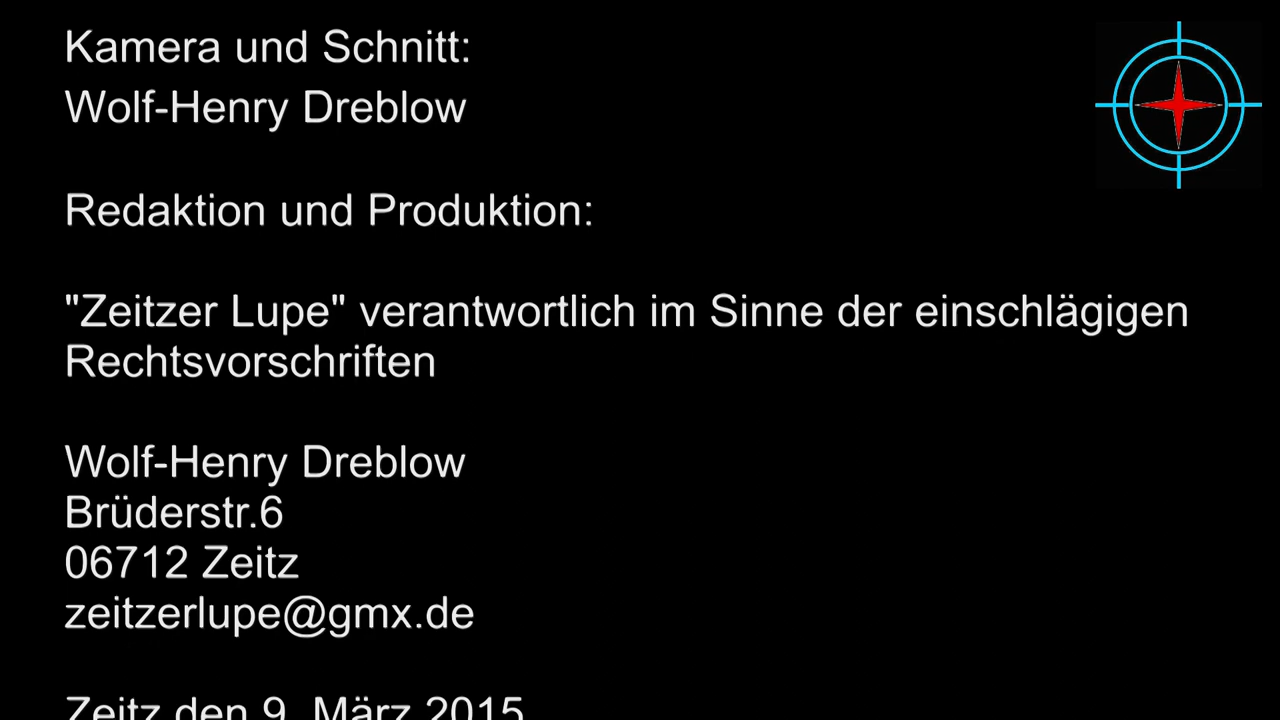 Kamera und Schnitt:
Wolf-Henry Dreblow
Redaktion und Produktion:
"Zeitzer Lupe" verantwortlich im Sinne der einschlägigen
Rechtsvorschriften
Wolf-Henry Dreblow
Brüderstr.6
06712 Zeitz
zeitzerlupe@gmx.de
Zeitz den 9. März 2015